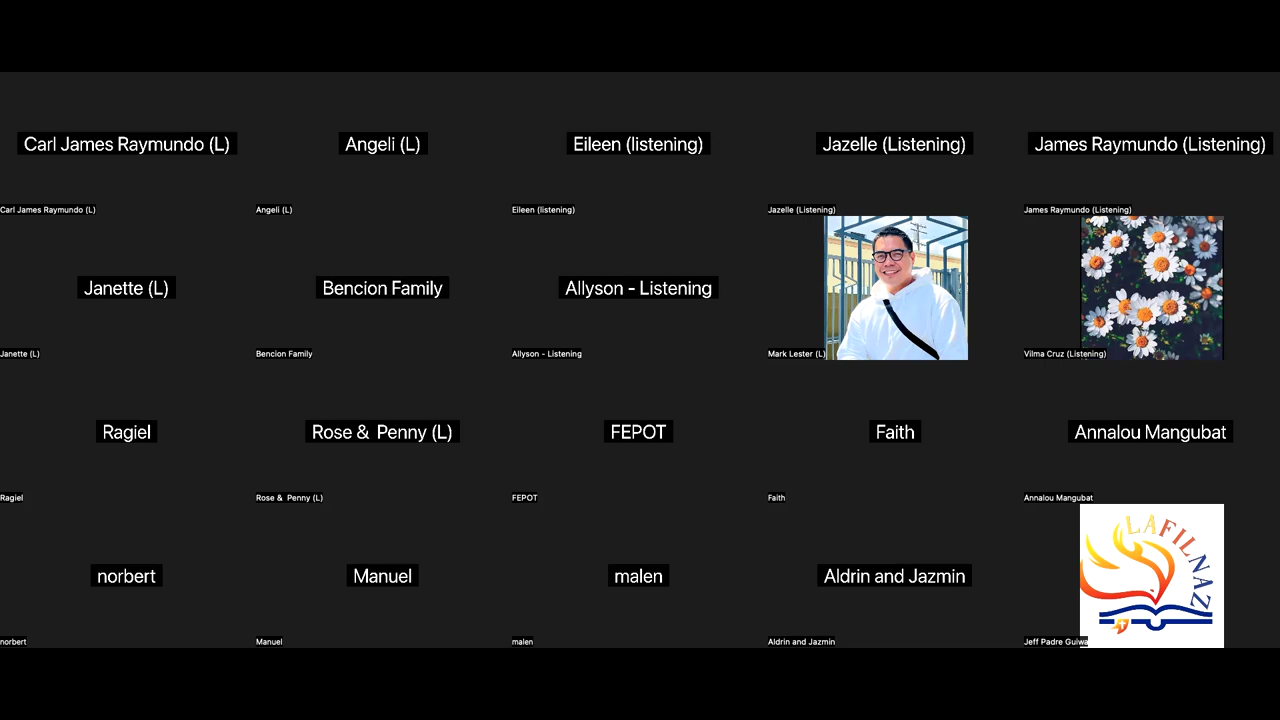 Carl James Raymundo (L)
Angeli (L)
Eileen (listening)
Jazelle (Listening)
James Raymundo (Listening)
Carl James Raymundo (L)
Angeli (L)
Eileen (listening)
Jazelle (Listening)
James Raymundo (Listening)
Janette (L)
Bencion Family
Allyson - Listening
Janette (L)
Bencion Family
Allyson - Listening
Mark Lester (L)
Vilma Cruz (Listening)
Ragiel
Rose & Penny (L)
FEPOT
Faith
Annalou Mangubat
Ragiel
Rose & Penny (L)
FEPOT
Faith
Annalou Mangubat
LAFILNAZ
norbert
Manuel
malen
Aldrin and Jazmin
norbert
Manuel
malen
Aldrin and Jazmin
Jeff Padre Guiwa